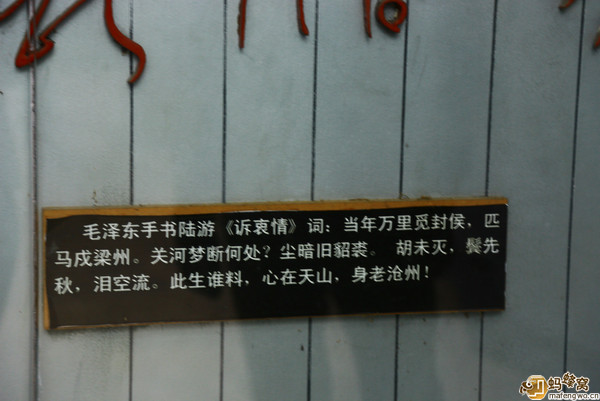 毛泽东手书陆游《诉衷情》词：当年万里觅封侯，匹
马戍梁州。关河梦断何处？尘暗旧貂裘。胡未灭，鬓先
秋，泪空流。此生谁料，心在天山，身老沧州！
蚂蜂窝
mafengwo.cn